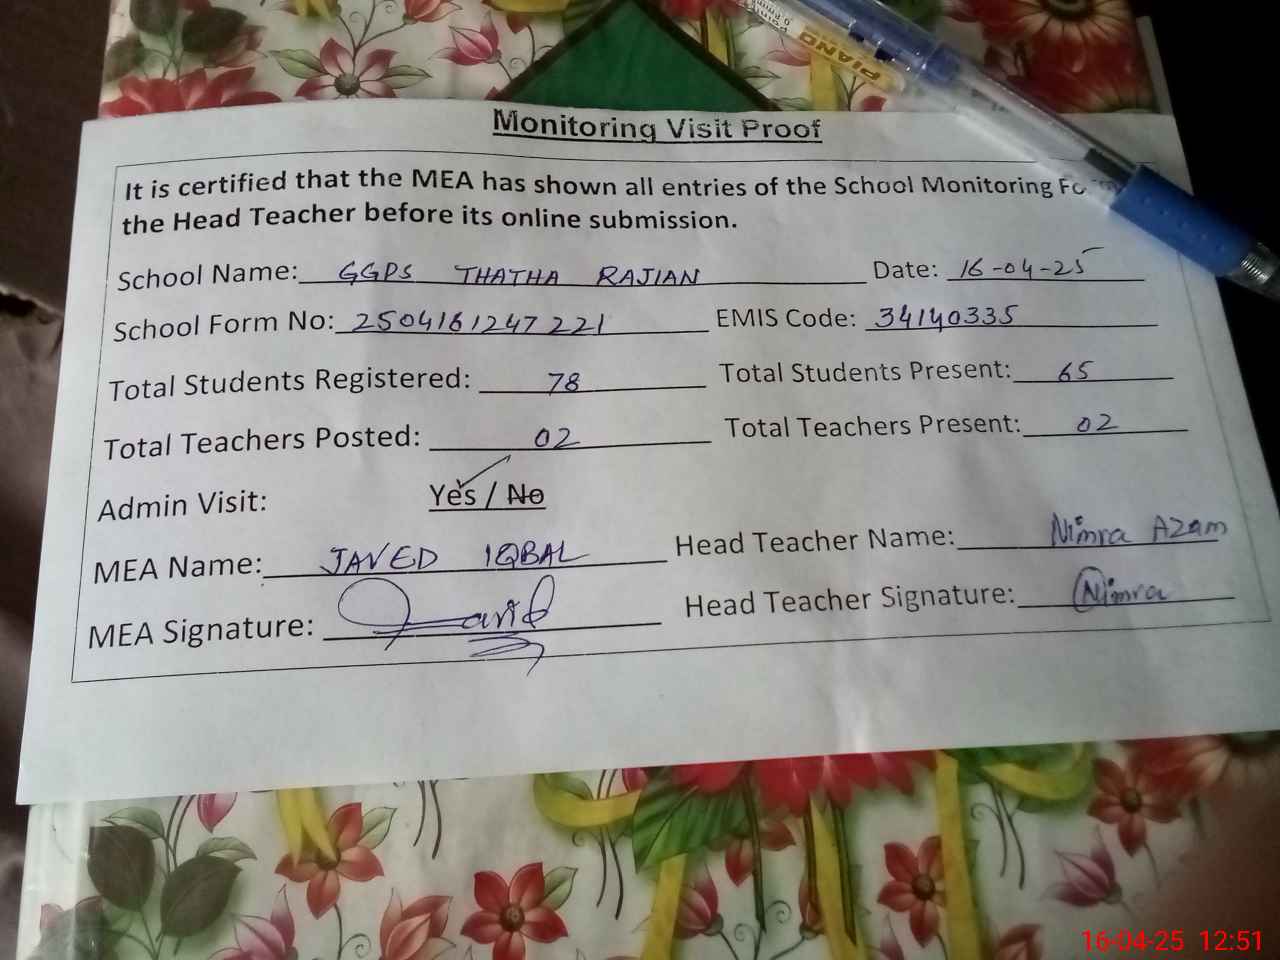 PIANO
Monitoring Visit Proof
It is certified that the MEA has shown all entries of the School Monitoring Form
the Head Teacher before its online submission.
School Name: GGPS THATHA RAJIAN Date: 16-04-25
School Form No: 2504161247221 EMIS Code: 34140335
Total Students Registered: 78 Total Students Present: 65
Total Teachers Posted: 02 Total Teachers Present: 02
Admin Visit: Yes / No
MEA Name: JAVED IQBAL Head Teacher Name: Nimra Azam
MEA Signature: Javid Head Teacher Signature: Nimra
16-04-25 12:51